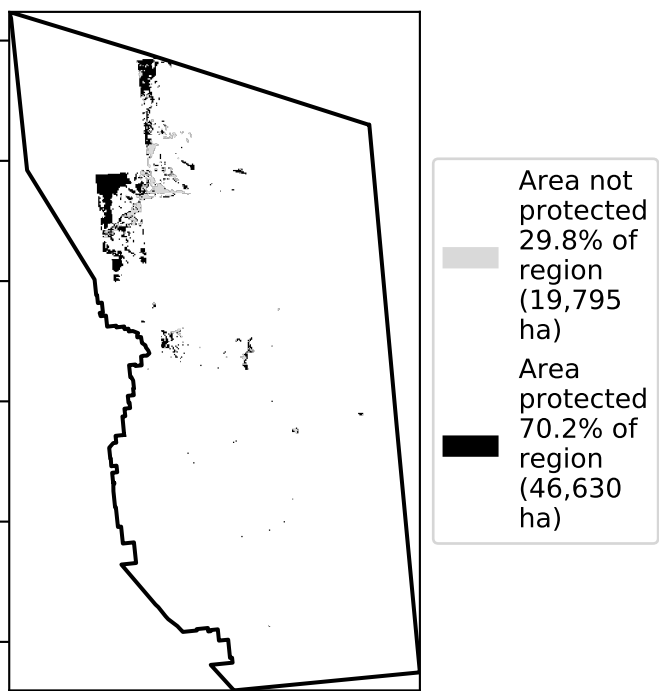 Area not
protected
29.8% of
region
(19,795
ha)
Area
protected
70.2% of
region
(46,630
ha)